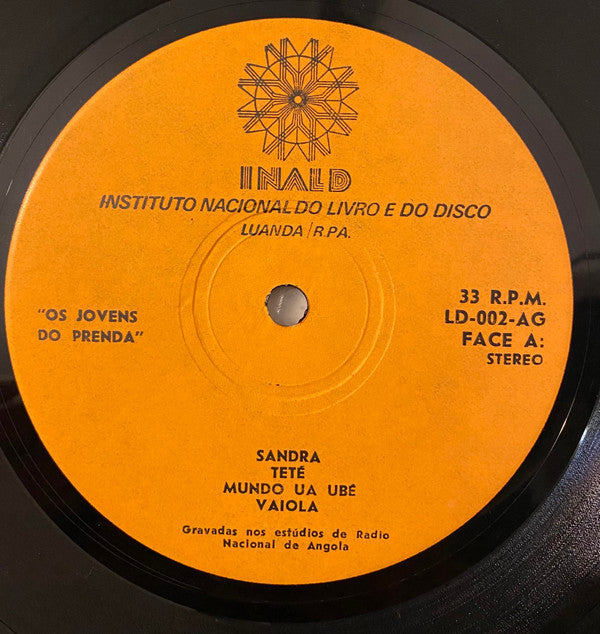 INALD
INSTITUTO NACIONAL DO LIVRO E DO DISCO
LUANDA/R.P.A.
"OS JOVENS
DO PRENDA"
33 R.P.M.
LD-002-AG
FACE A:
STEREO
SANDRA
TETÉ
MUNDO UA UBÉ
VAIOLA
Gravadas nos estúdios de Radio
Nacional de Angola